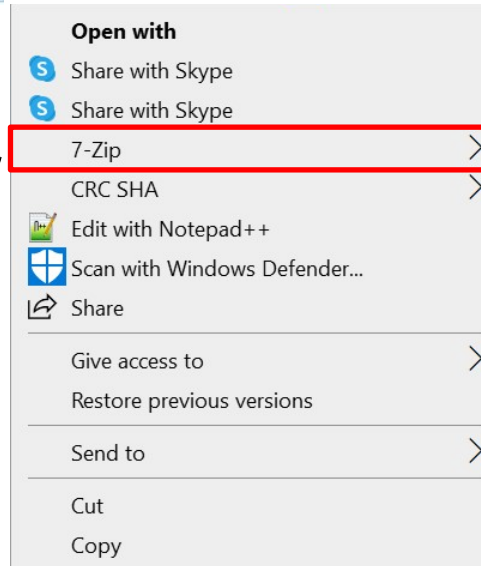 Open with
Share with Skype
Share with Skype
7-Zip
CRC SHA
Edit with Notepad++
Scan with Windows Defender...
Share
Give access to
Restore previous versions
Send to
Cut
Copy